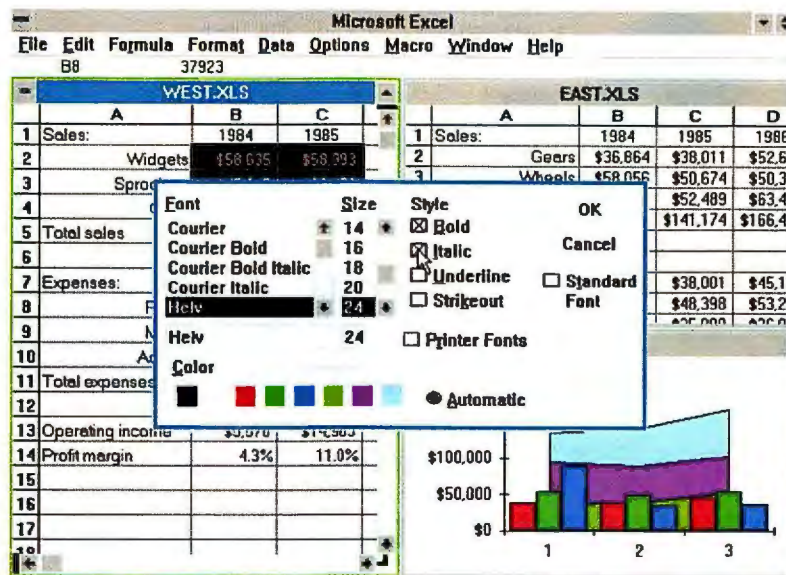 Microsoft Excel
File Edit Formula Format Data Options Macro Window Help
B8 37923
WEST.XLS
A B C
1 Sales: 1984 1985
2 Widgets $58,635 $58,393
3
4
5 Total sales
6
7 Expenses:
8
9
10
11 Total expenses
12
13 Operating income
14 Profit margin 4.3% 11.0%
15
16
17
18
EAST.XLS
A B C D
1 Sales: 1984 1985 1986
2 Gears $36,864 $38,011
3 Wheels $58,056 $50,674
$52,489
$141,174
$38,001
$48,398
Font Size Style
Courier 14 Bold
Courier Bold 16 Italic
Courier Bold Italic 18 Underline
Courier Italic 20 Strikeout
Helv 24
Helv 24 Printer Fonts
OK
Cancel
Standard
Font
Color
Automatic
$100,000
$50,000
$0
1 2 3